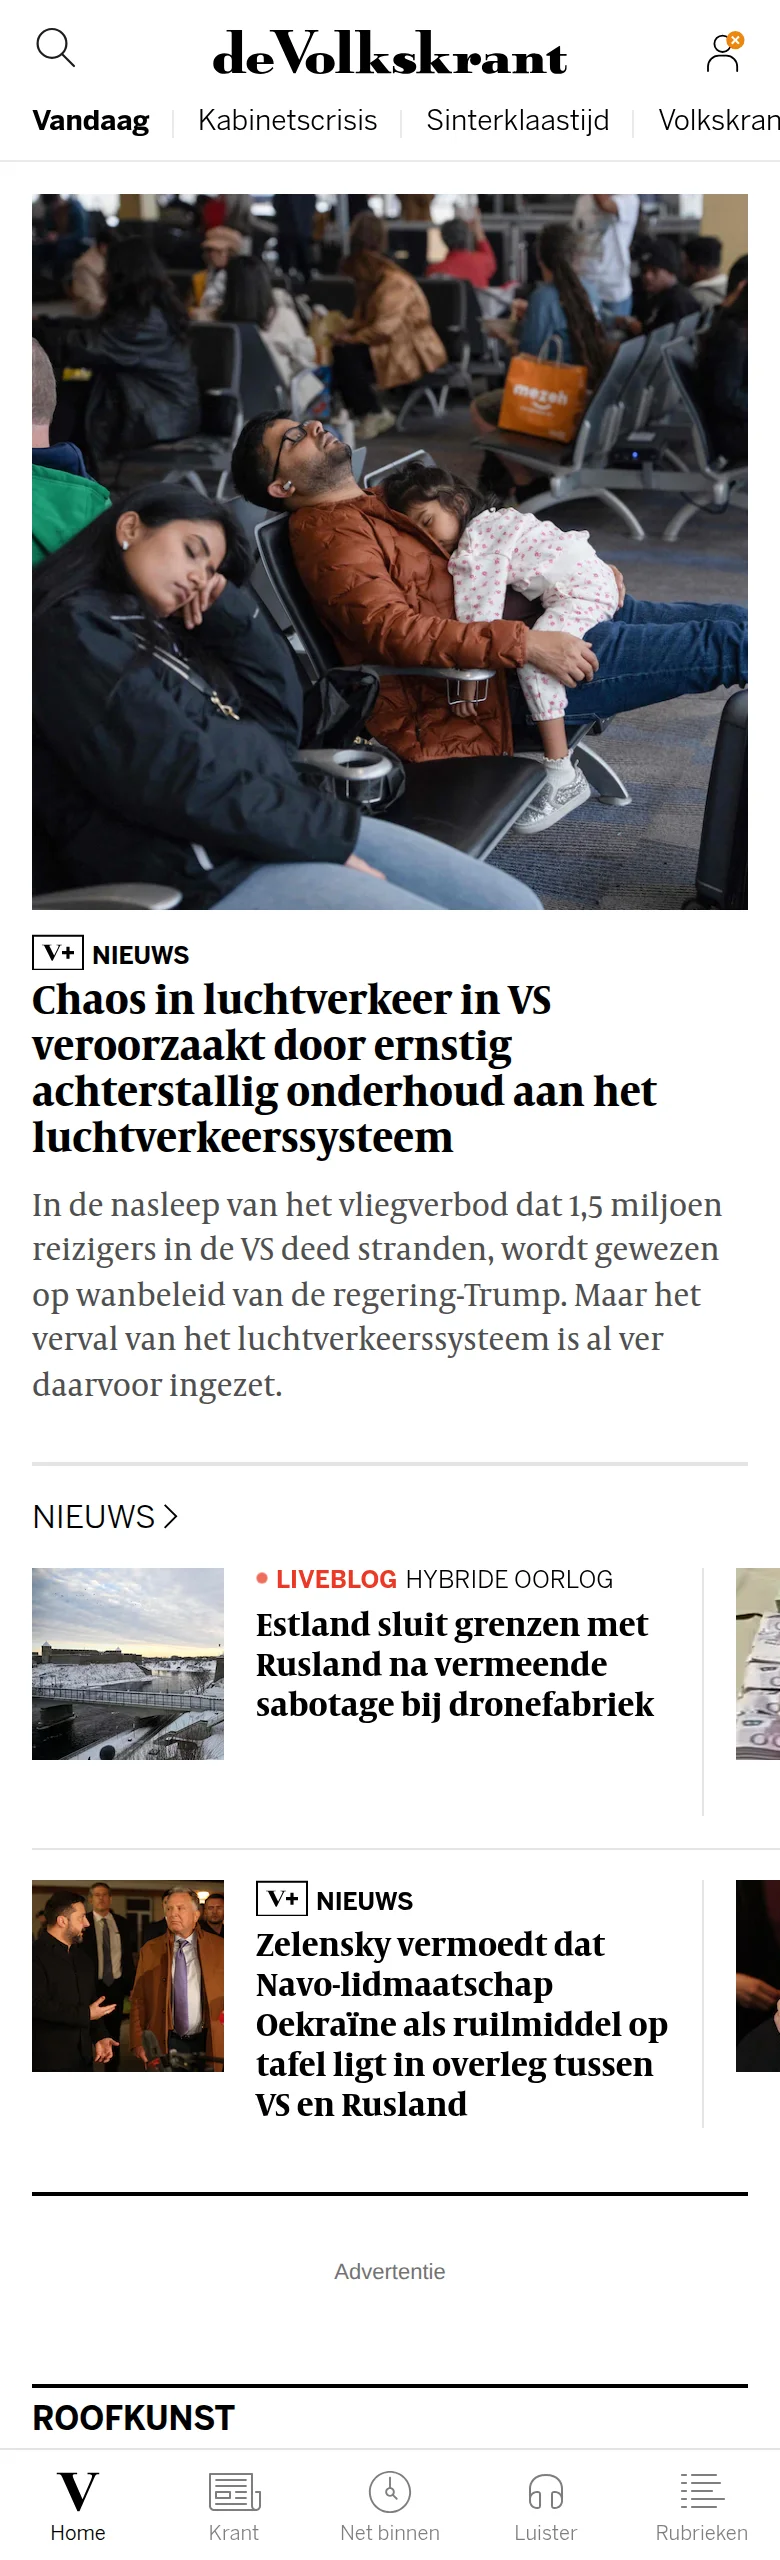 deVolkskrant
Vandaag
Kabinetscrisis
Sinterklaastijd
Volkskran
mezeh
V+ NIEUWS
Chaos in luchtverkeer in VS
veroorzaakt door ernstig
achterstallig onderhoud aan het
luchtverkeerssysteem
In de nasleep van het vliegverbod dat 1,5 miljoen
reizigers in de VS deed stranden, wordt gewezen
op wanbeleid van de regering-Trump. Maar het
verval van het luchtverkeerssysteem is al ver
daarvoor ingezet.
NIEUWS
LIVEBLOG HYBRIDE OORLOG
Estland sluit grenzen met
Rusland na vermeende
sabotage bij dronefabriek
V+ NIEUWS
Zelensky vermoedt dat
Navo-lidmaatschap
Oekraïne als ruilmiddel op
tafel ligt in overleg tussen
VS en Rusland
Advertentie
ROOFKUNST
V
Home
Krant
Net binnen
Luister
Rubrieken